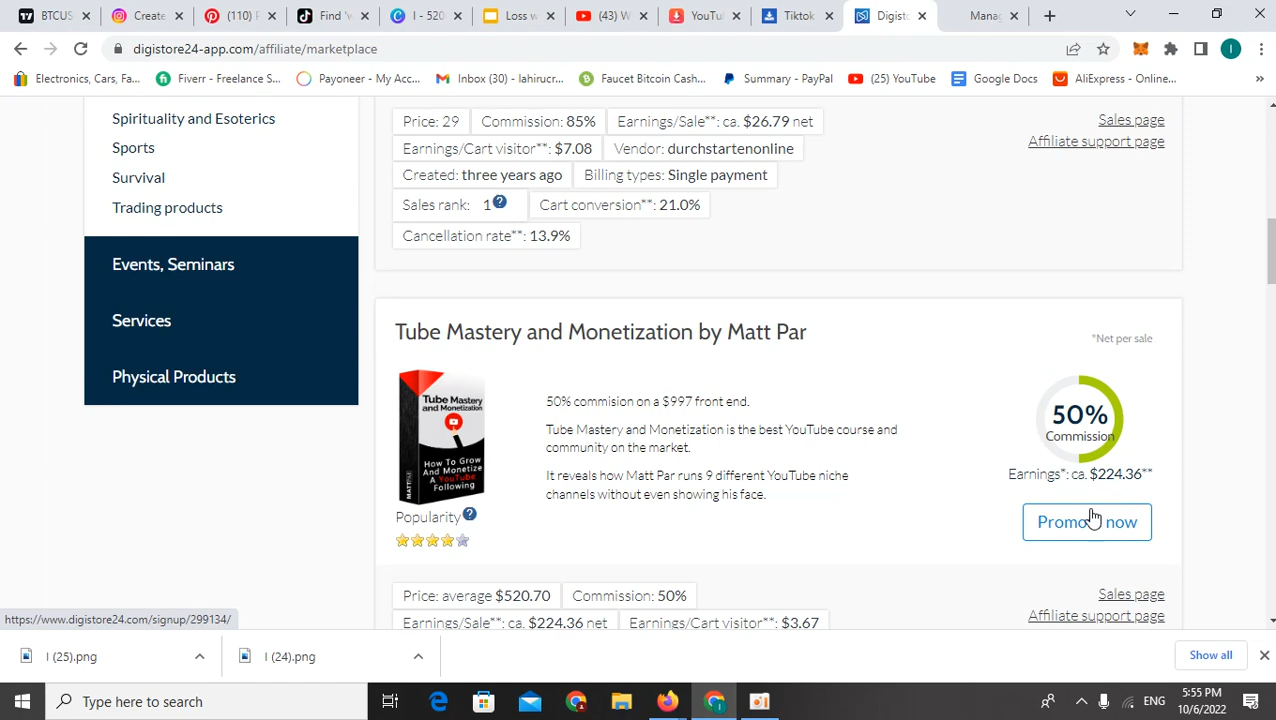 BTCUS
Create
(110)
Find 'w
I - 520
Loss w
(43) W
YouTu
Tiktok
Digist
Manag
digistore24-app.com/affiliate/marketplace
Electronics, Cars, Fa...
Fiverr - Freelance S...
Payoneer - My Acc...
Inbox (30) - lahirucr...
Faucet Bitcoin Cash...
Summary - PayPal
(25) YouTube
Google Docs
AliExpress - Online...
Spirituality and Esoterics
Sports
Survival
Trading products
Events, Seminars
Services
Physical Products
Price: 29
Commission: 85%
Earnings/Sale**: ca. $26.79 net
Earnings/Cart visitor**: $7.08
Vendor: durchstartenonline
Created: three years ago
Billing types: Single payment
Sales rank: 1
Cart conversion**: 21.0%
Cancellation rate**: 13.9%
Sales page
Affiliate support page
Tube Mastery and Monetization by Matt Par
*Net per sale
Tube Mastery
and Monetization
How To Grow
And Monetize
A YouTube
Following
MATT PAR
50% commision on a $997 front end.
Tube Mastery and Monetization is the best YouTube course and
community on the market.
It reveals how Matt Par runs 9 different YouTube niche
channels without even showing his face.
50%
Commission
Earnings*: ca. $224.36**
Promote now
Popularity
Price: average $520.70
Commission: 50%
Earnings/Sale**: ca. $224.36 net
Earnings/Cart visitor**: $3.67
Sales page
Affiliate support page
https://www.digistore24.com/signup/299134/
I (25).png
I (24).png
Show all
Type here to search
ENG
5:55 PM
10/6/2022